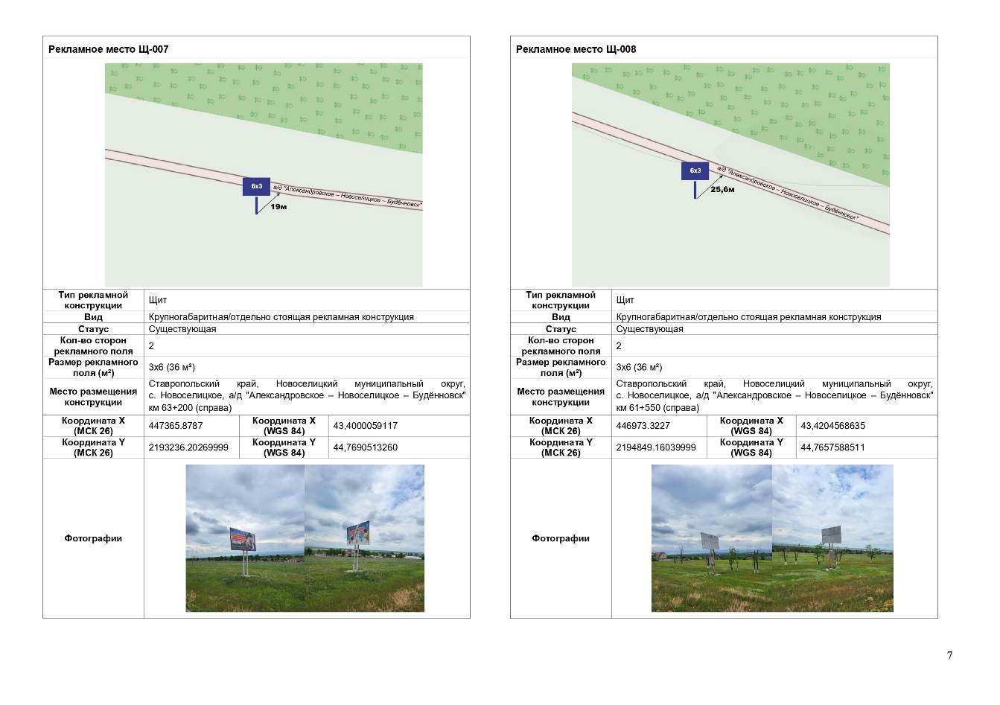 Рекламное место Щ-007
6х3
а/д "Александровское – Новоселицкое – Будённовск"
19м
Тип рекламной
конструкции
Щит
Вид
Крупногабаритная/отдельно стоящая рекламная конструкция
Статус
Существующая
Кол-во сторон
рекламного поля
2
Размер рекламного
поля (м²)
3х6 (36 м²)
Место размещения
конструкции
Ставропольский край, Новоселицкий муниципальный округ,
с. Новоселицкое, а/д "Александровское – Новоселицкое – Будённовск"
км 63+200 (справа)
Координата X
(МСК 26)
447365.8787
Координата X
(WGS 84)
43,4000059117
Координата Y
(МСК 26)
2193236.20269999
Координата Y
(WGS 84)
44,7690513260
Фотографии
Рекламное место Щ-008
6х3
а/д "Александровское – Новоселицкое – Будённовск"
25,6м
Тип рекламной
конструкции
Щит
Вид
Крупногабаритная/отдельно стоящая рекламная конструкция
Статус
Существующая
Кол-во сторон
рекламного поля
2
Размер рекламного
поля (м²)
3х6 (36 м²)
Место размещения
конструкции
Ставропольский край, Новоселицкий муниципальный округ,
с. Новоселицкое, а/д "Александровское – Новоселицкое – Будённовск"
км 61+550 (справа)
Координата X
(МСК 26)
446973.3227
Координата X
(WGS 84)
43,4204568635
Координата Y
(МСК 26)
2194849.16039999
Координата Y
(WGS 84)
44,7657588511
Фотографии
7